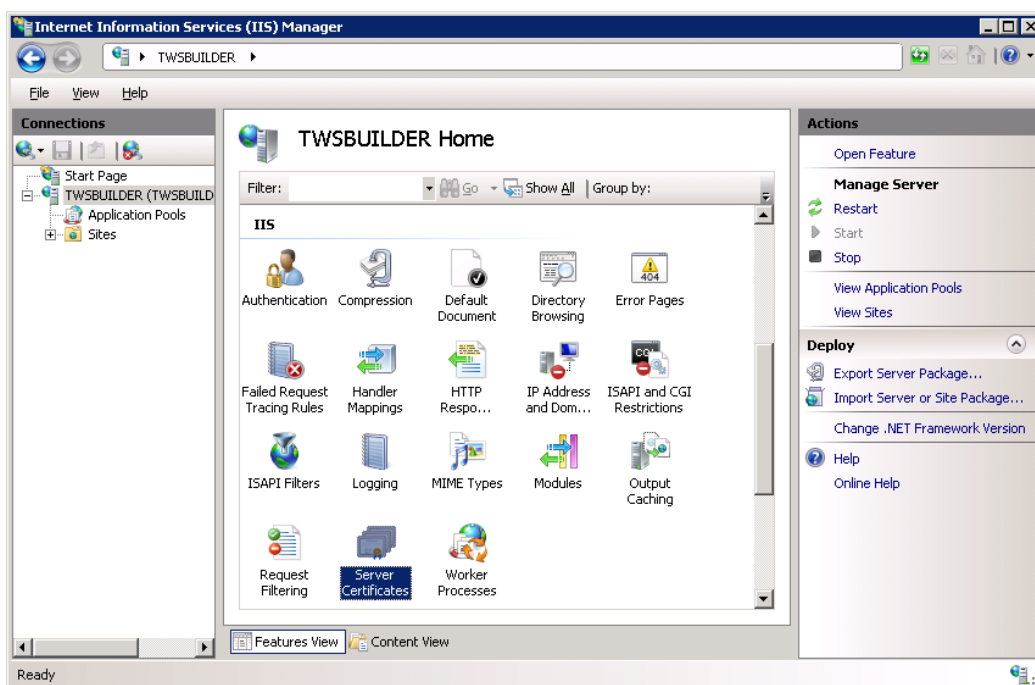 Internet Information Services (IIS) Manager
TWSBUILDER
File View Help
Connections
Start Page
TWSBUILDER (TWSBUILD
Application Pools
Sites
TWSBUILDER Home
Filter: Go Show All Group by:
IIS
Authentication Compression Default Document Directory Browsing Error Pages
Failed Request Tracing Rules Handler Mappings HTTP Respo... IP Address and Dom... ISAPI and CGI Restrictions
ISAPI Filters Logging MIME Types Modules Output Caching
Request Filtering Server Certificates Worker Processes
Features View Content View
Actions
Open Feature
Manage Server
Restart
Start
Stop
View Application Pools
View Sites
Deploy
Export Server Package...
Import Server or Site Package...
Change .NET Framework Version
Help
Online Help
Ready